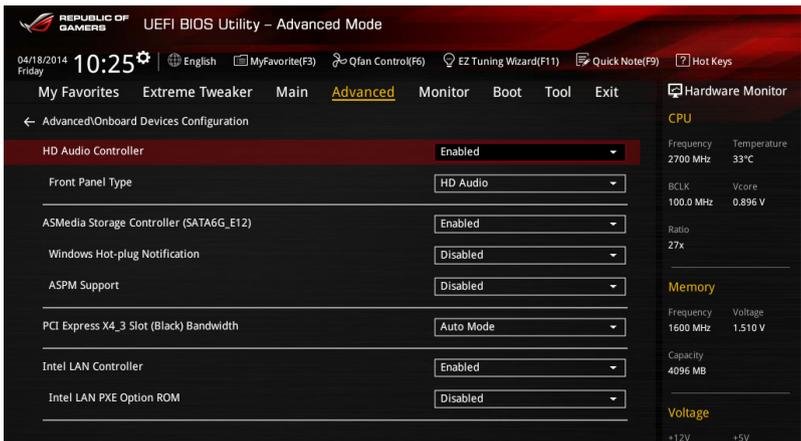 REPUBLIC OF GAMERS
UEFI BIOS Utility – Advanced Mode
04/18/2014 Friday 10:25 English MyFavorite(F3) Qfan Control(F6) EZ Tuning Wizard(F11) Quick Note(F9) ? Hot Keys
My Favorites Extreme Tweaker Main Advanced Monitor Boot Tool Exit
← Advanced\Onboard Devices Configuration
HD Audio Controller Enabled
Front Panel Type HD Audio
ASMedia Storage Controller (SATA6G_E12) Enabled
Windows Hot-plug Notification Disabled
ASPM Support Disabled
PCI Express X4_3 Slot (Black) Bandwidth Auto Mode
Intel LAN Controller Enabled
Intel LAN PXE Option ROM Disabled
Hardware Monitor
CPU
Frequency Temperature
2700 MHz 33°C
BCLK Vcore
100.0 MHz 0.896 V
Ratio
27x
Memory
Frequency Voltage
1600 MHz 1.510 V
Capacity
4096 MB
Voltage
+12V +5V